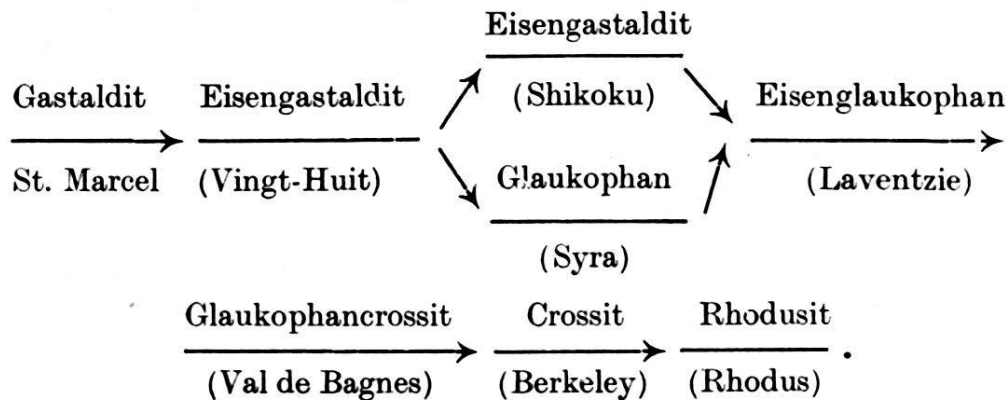 Eisengastaldit
Gastaldit Eisengastaldit (Shikoku) Eisenglaukophan
St. Marcel (Vingt-Huit) Glaukophan (Laventzie)
(Syra)
Glaukophancrossit Crossit Rhodusit
(Val de Bagnes) (Berkeley) (Rhodus) .